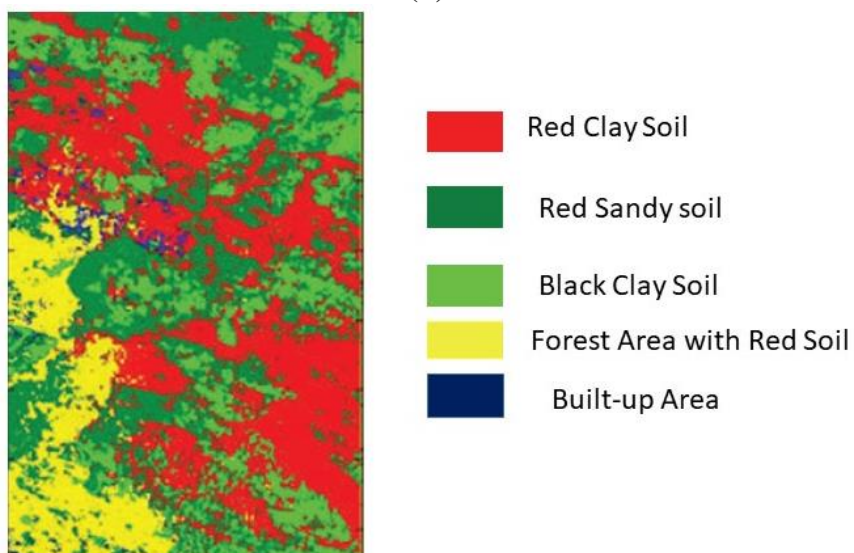 Red Clay Soil
Red Sandy soil
Black Clay Soil
Forest Area with Red Soil
Built-up Area